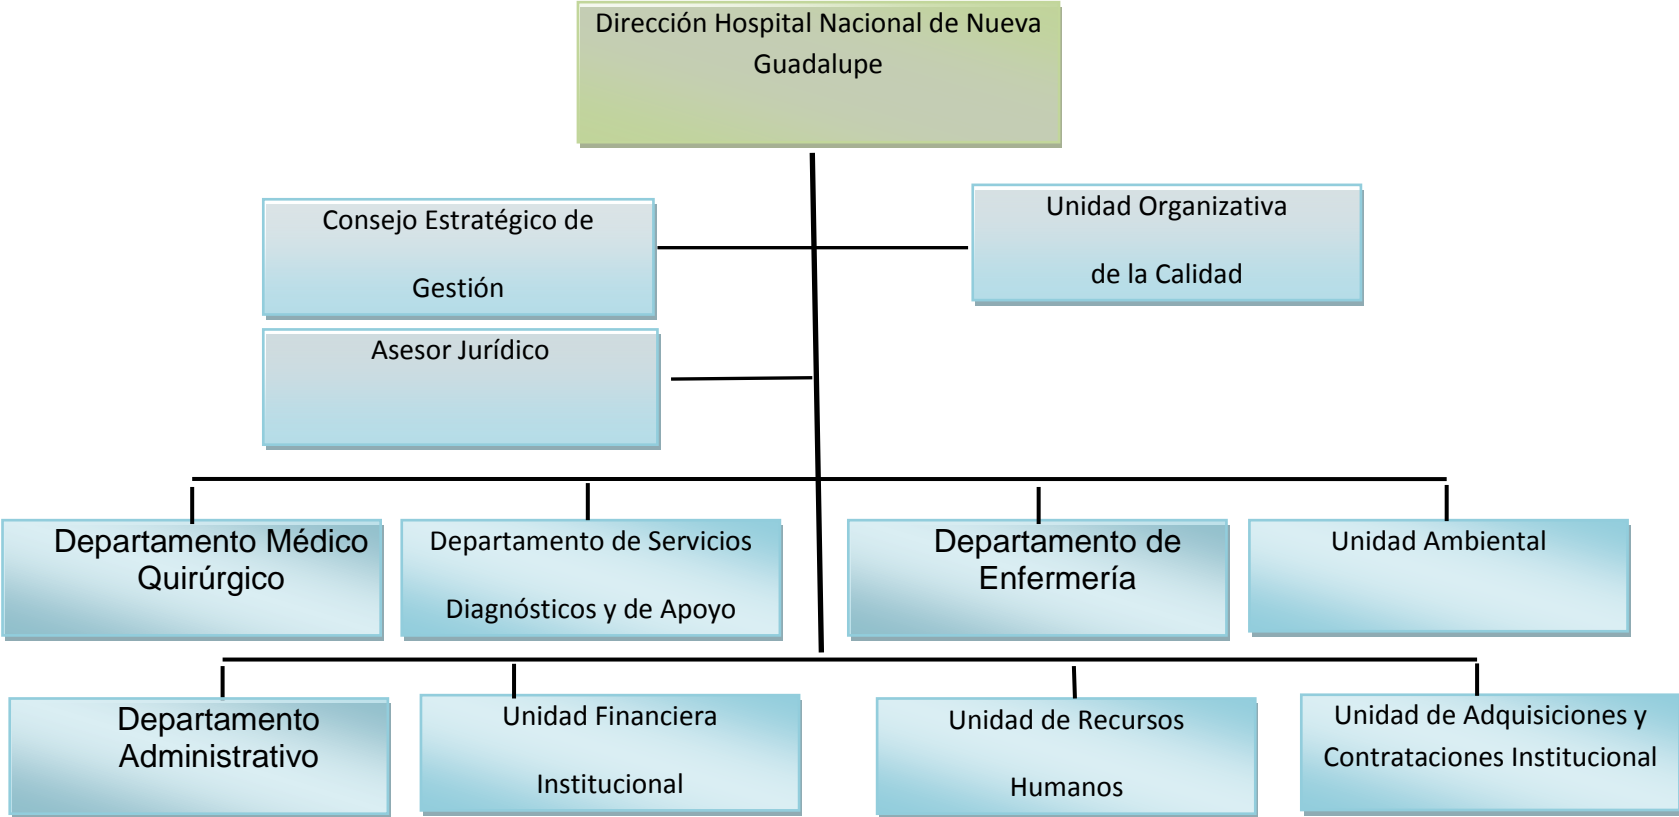 Dirección Hospital Nacional de Nueva
Guadalupe
Consejo Estratégico de
Gestión
Unidad Organizativa
de la Calidad
Asesor Jurídico
Departamento Médico
Quirúrgico
Departamento de Servicios
Diagnósticos y de Apoyo
Departamento de
Enfermería
Unidad Ambiental
Departamento
Administrativo
Unidad Financiera
Institucional
Unidad de Recursos
Humanos
Unidad de Adquisiciones y
Contrataciones Institucional